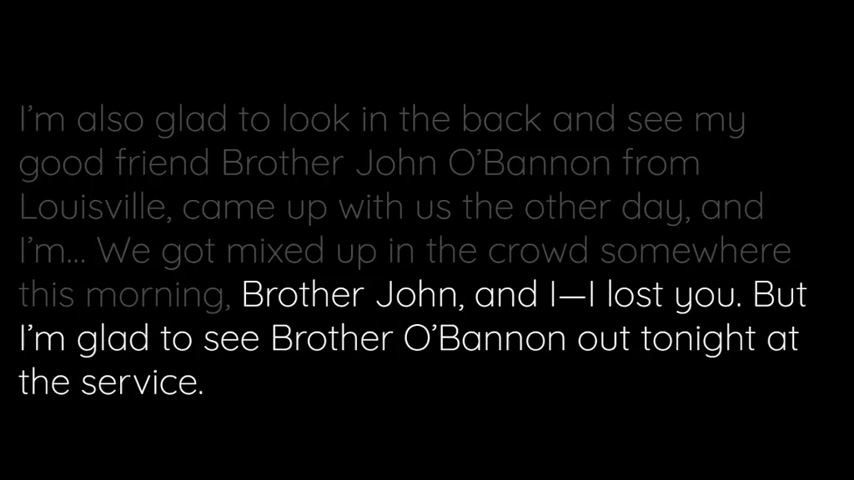 I'm also glad to look in the back and see my
good friend Brother John O'Bannon from
Louisville, came up with us the other day, and
I'm... We got mixed up in the crowd somewhere
this morning, Brother John, and I—I lost you. But
I'm glad to see Brother O'Bannon out tonight at
the service.